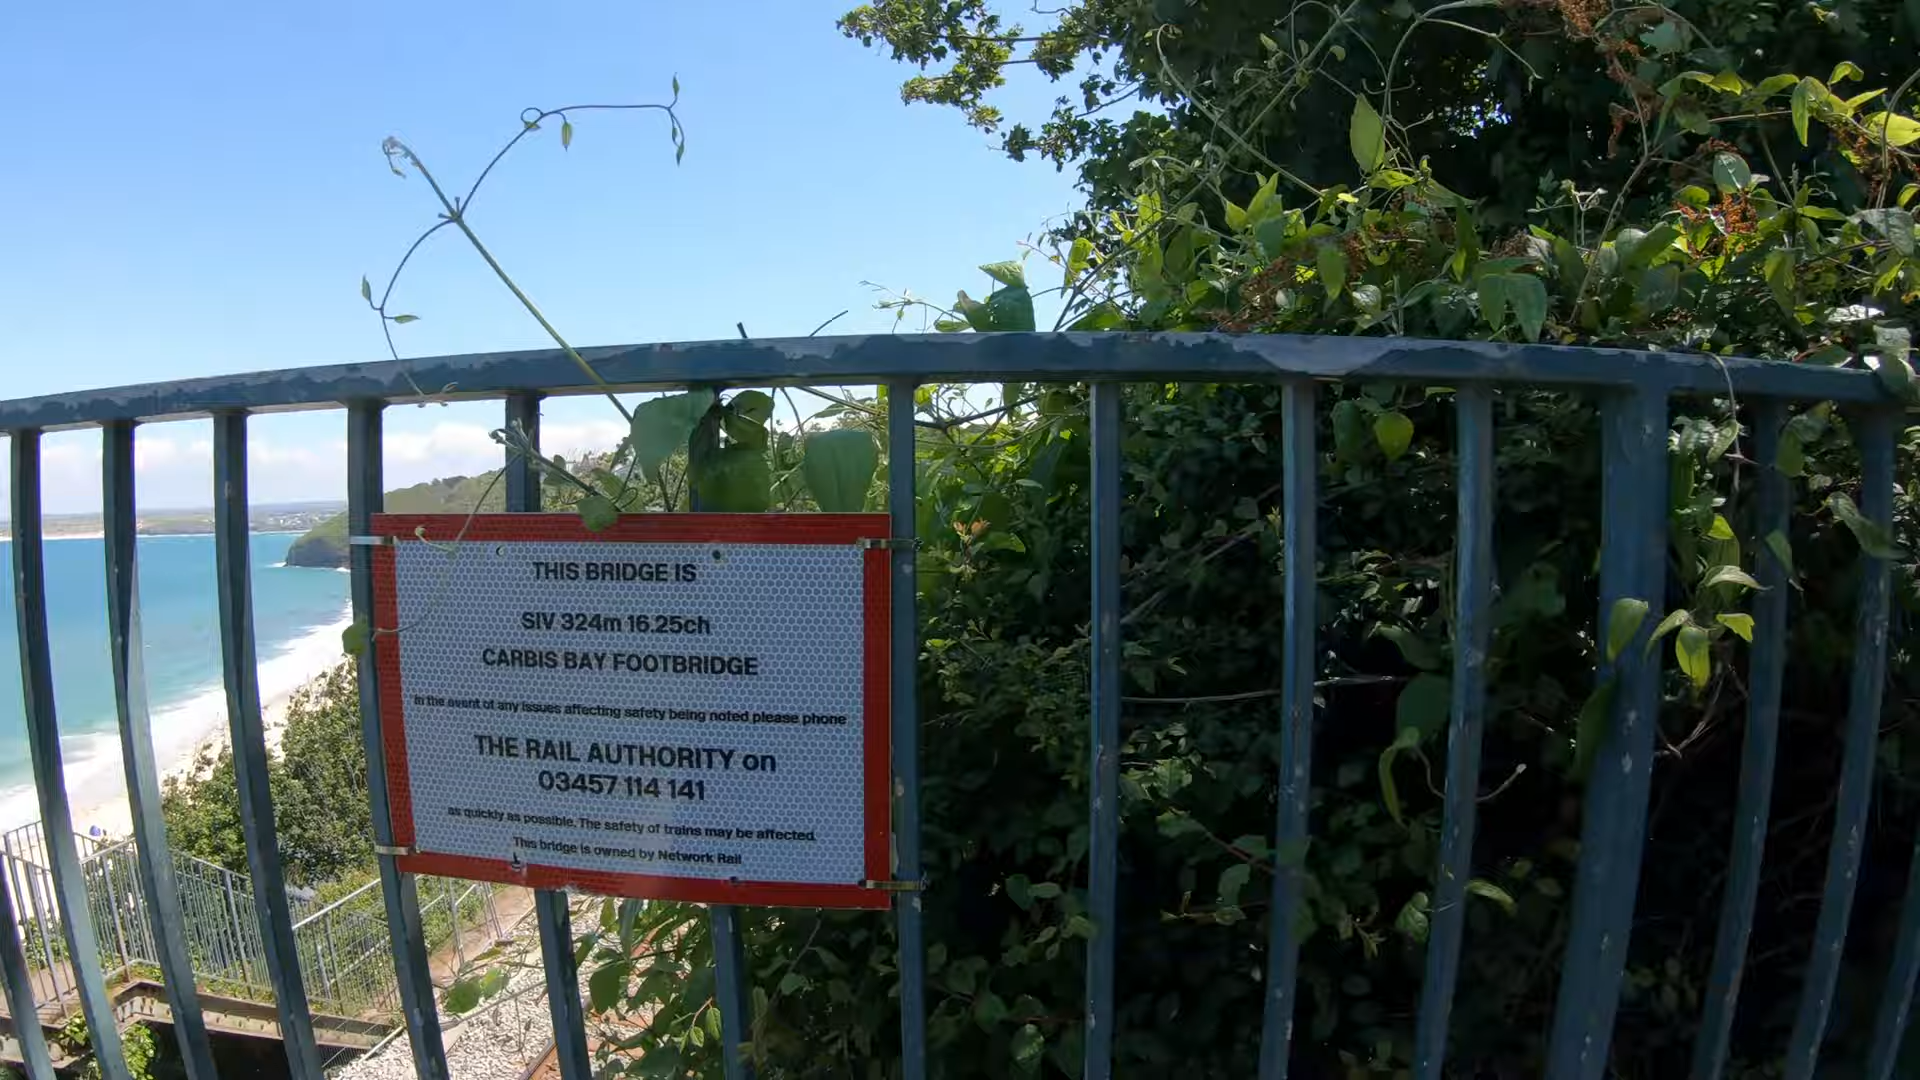 THIS BRIDGE IS
SIV 324m 16.25ch
CARBIS BAY FOOTBRIDGE
In the event of any issues affecting safety being noted please phone
THE RAIL AUTHORITY on
03457 114 141
as quickly as possible. The safety of trains may be affected.
This bridge is owned by Network Rail